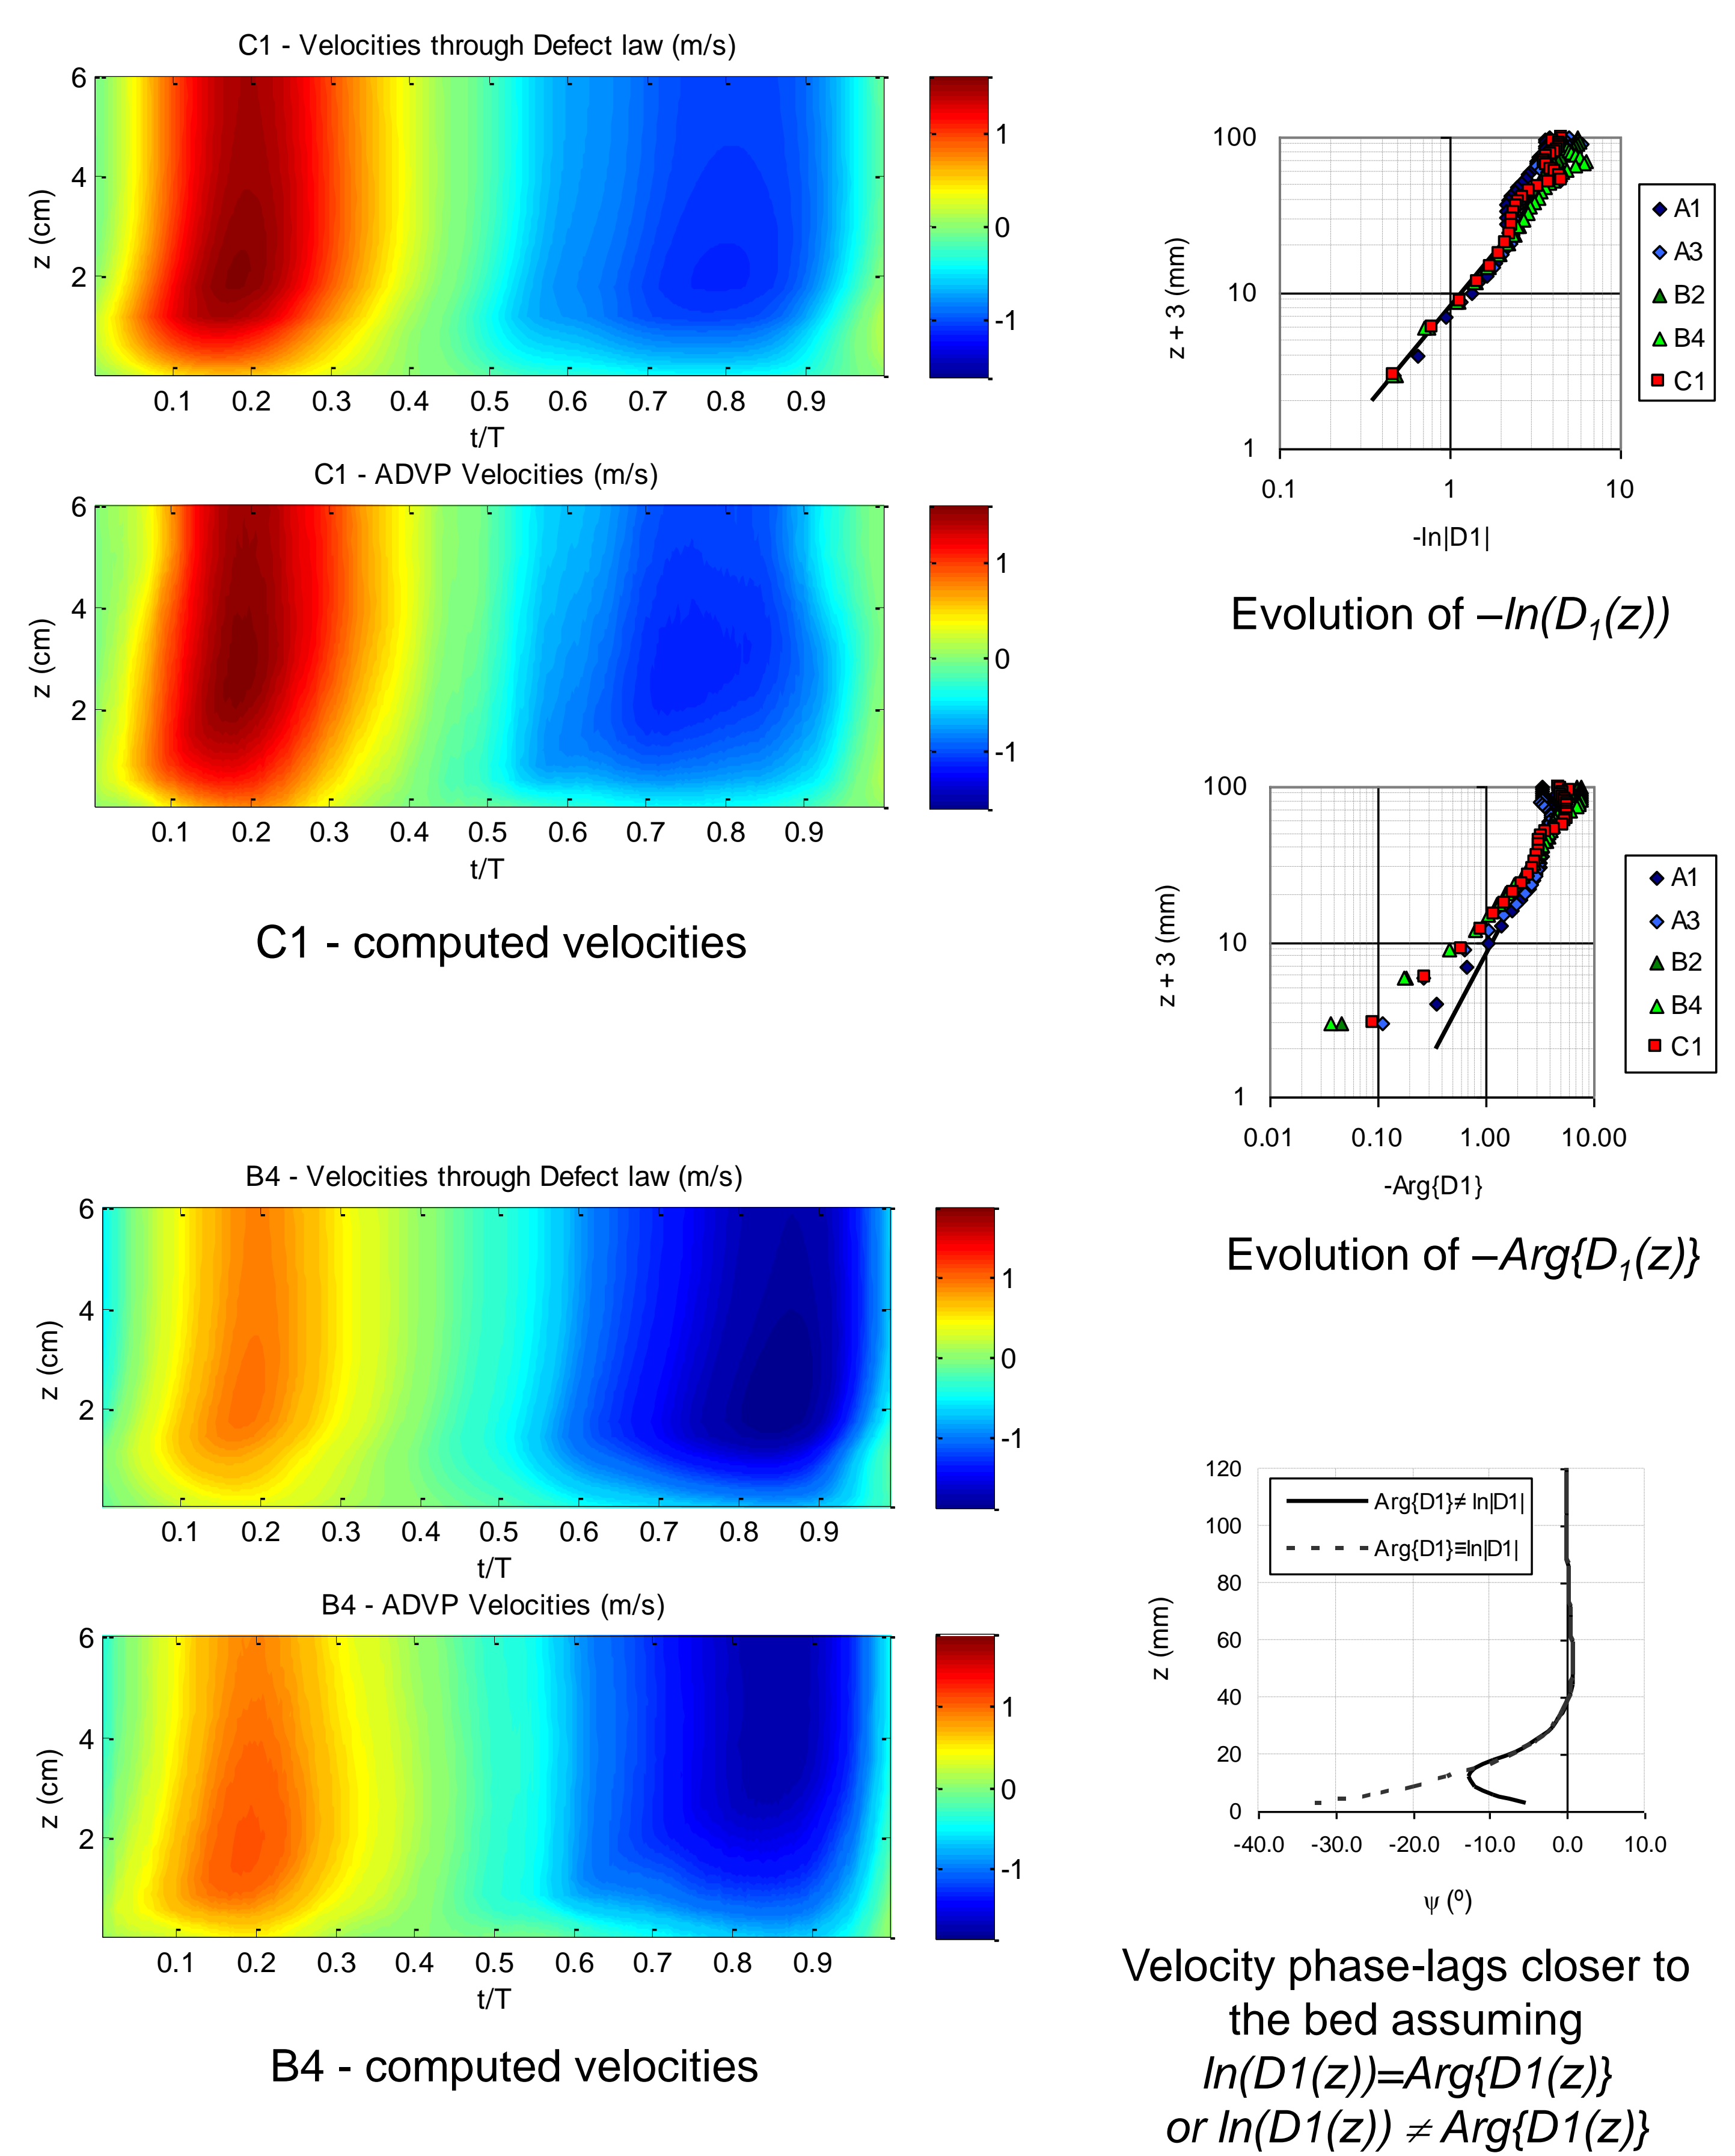 C1 - Velocities through Defect law (m/s)
6
4
2
z (cm)
0.1 0.2 0.3 0.4 0.5 0.6 0.7 0.8 0.9
t/T
1
0
-1
C1 - ADVP Velocities (m/s)
6
4
2
z (cm)
0.1 0.2 0.3 0.4 0.5 0.6 0.7 0.8 0.9
t/T
1
0
-1
C1 - computed velocities
B4 - Velocities through Defect law (m/s)
6
4
2
z (cm)
0.1 0.2 0.3 0.4 0.5 0.6 0.7 0.8 0.9
t/T
1
0
-1
B4 - ADVP Velocities (m/s)
6
4
2
z (cm)
0.1 0.2 0.3 0.4 0.5 0.6 0.7 0.8 0.9
t/T
1
0
-1
B4 - computed velocities
100
10
1
z + 3 (mm)
0.1 1 10
-ln|D1|
A1
A3
B2
B4
C1
Evolution of –ln(D1(z))
100
10
1
z + 3 (mm)
0.01 0.10 1.00 10.00
-Arg{D1}
A1
A3
B2
B4
C1
Evolution of –Arg{D1(z)}
120
100
80
60
40
20
0
z (mm)
Arg{D1}≠ ln|D1|
Arg{D1}≡ln|D1|
-40.0 -30.0 -20.0 -10.0 0.0 10.0
ψ (º)
Velocity phase-lags closer to
the bed assuming
ln(D1(z))=Arg{D1(z)}
or ln(D1(z)) ≠ Arg{D1(z)}